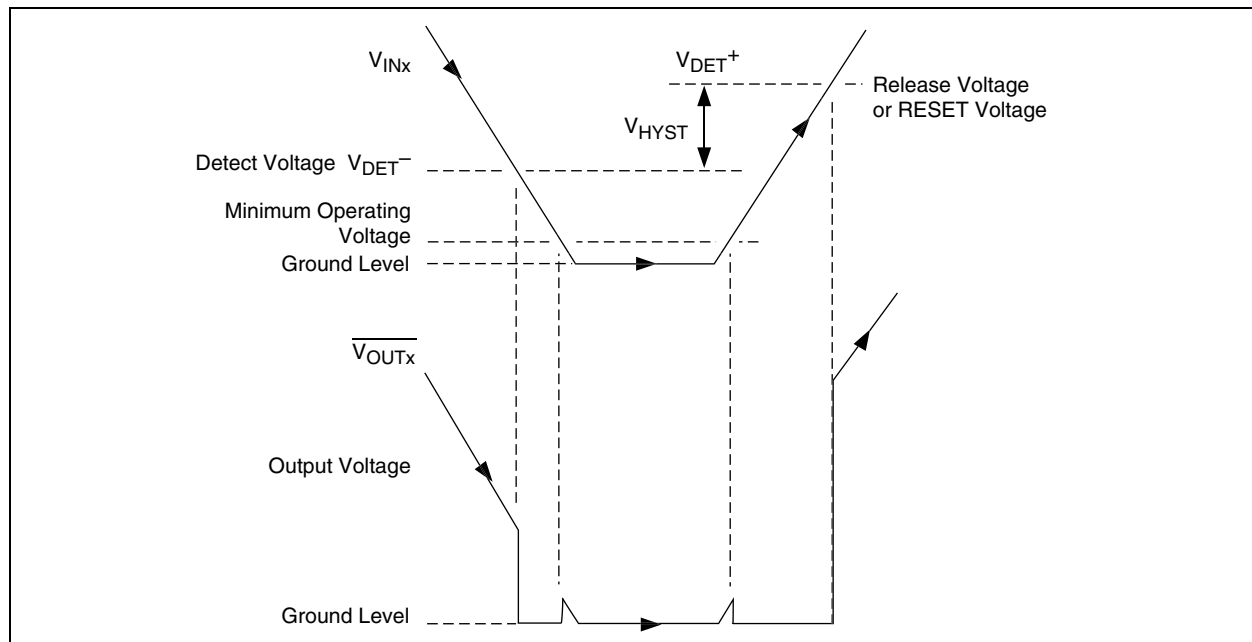 V_INx
V_DET+
Release Voltage
or RESET Voltage
V_HYST
Detect Voltage V_DET–
Minimum Operating
Voltage
Ground Level
V̅_̅O̅U̅T̅x̅
Output Voltage
Ground Level